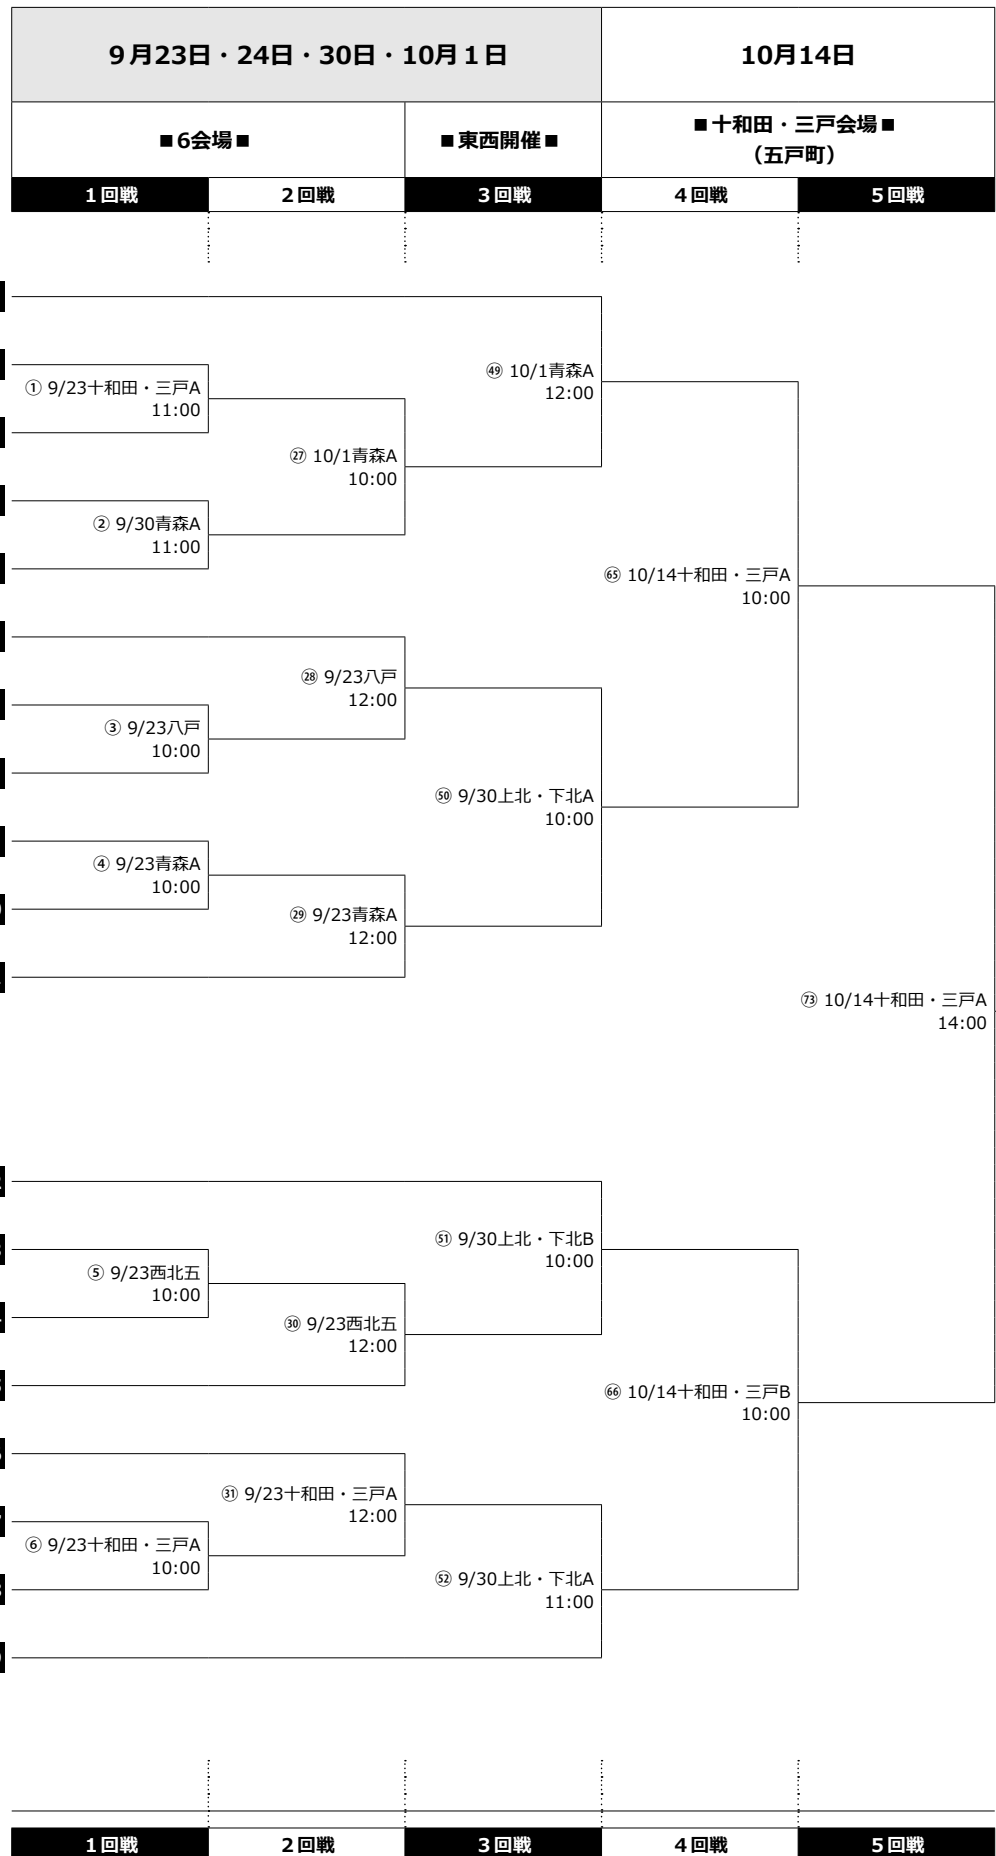 9月23日・24日・30日・10月1日
10月14日
■6会場■
■東西開催■
■十和田・三戸会場■
（五戸町）
1回戦
2回戦
3回戦
4回戦
5回戦
㊾ 10/1青森A
12:00
① 9/23十和田・三戸A
11:00
㉗ 10/1青森A
10:00
② 9/30青森A
11:00
65 10/14十和田・三戸A
10:00
㉘ 9/23八戸
12:00
③ 9/23八戸
10:00
㊿ 9/30上北・下北A
10:00
④ 9/23青森A
10:00
㉙ 9/23青森A
12:00
73 10/14十和田・三戸A
14:00
51 9/30上北・下北B
10:00
⑤ 9/23西北五
10:00
㉚ 9/23西北五
12:00
66 10/14十和田・三戸B
10:00
㉛ 9/23十和田・三戸A
12:00
⑥ 9/23十和田・三戸A
10:00
52 9/30上北・下北A
11:00
1回戦
2回戦
3回戦
4回戦
5回戦